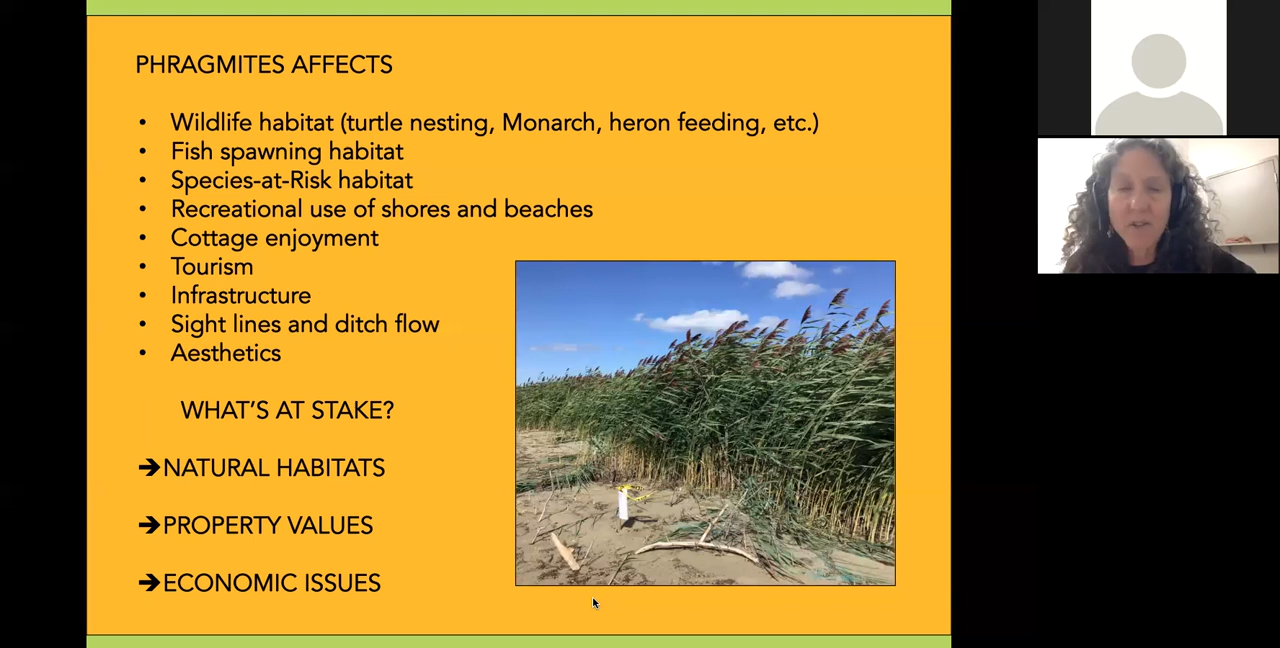 PHRAGMITES AFFECTS
• Wildlife habitat (turtle nesting, Monarch, heron feeding, etc.)
• Fish spawning habitat
• Species-at-Risk habitat
• Recreational use of shores and beaches
• Cottage enjoyment
• Tourism
• Infrastructure
• Sight lines and ditch flow
• Aesthetics
WHAT’S AT STAKE?
➔NATURAL HABITATS
➔PROPERTY VALUES
➔ECONOMIC ISSUES